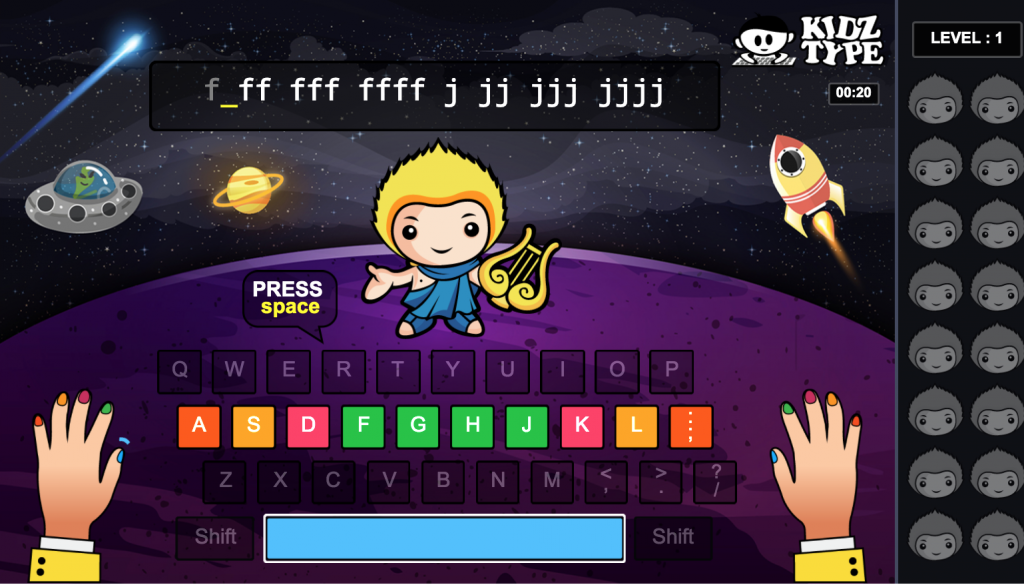 KIDZ
TYPE
LEVEL : 1
f_ff fff ffff j jj jjj jjjj
00:20
PRESS
space
Q W E R T Y U I O P
A S D F G H J K L : ;
Z X C V B N M < , > . ? /
Shift Shift